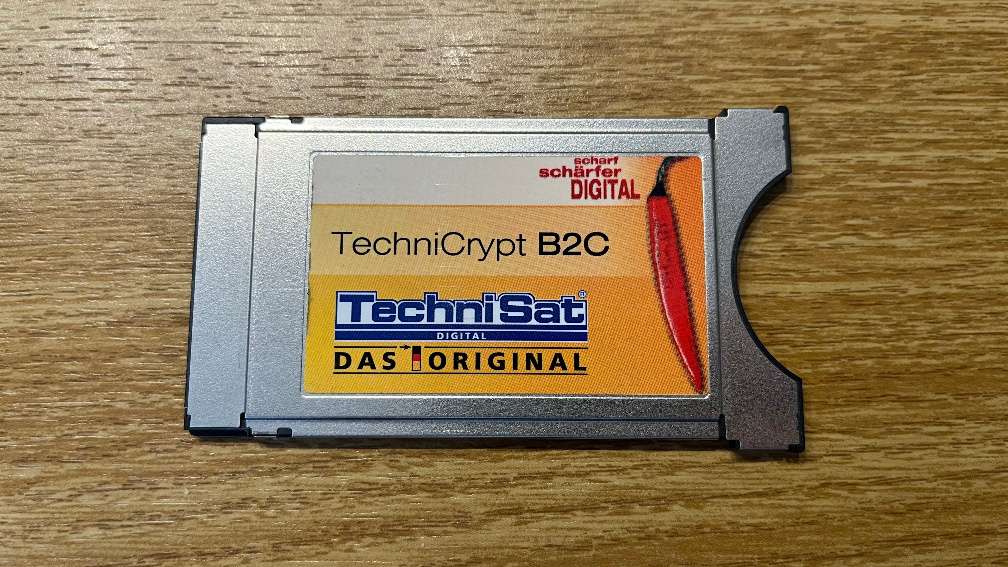 scharf
schärfer
DIGITAL
TechniCrypt B2C
TechniSat®
DIGITAL
DAS ORIGINAL